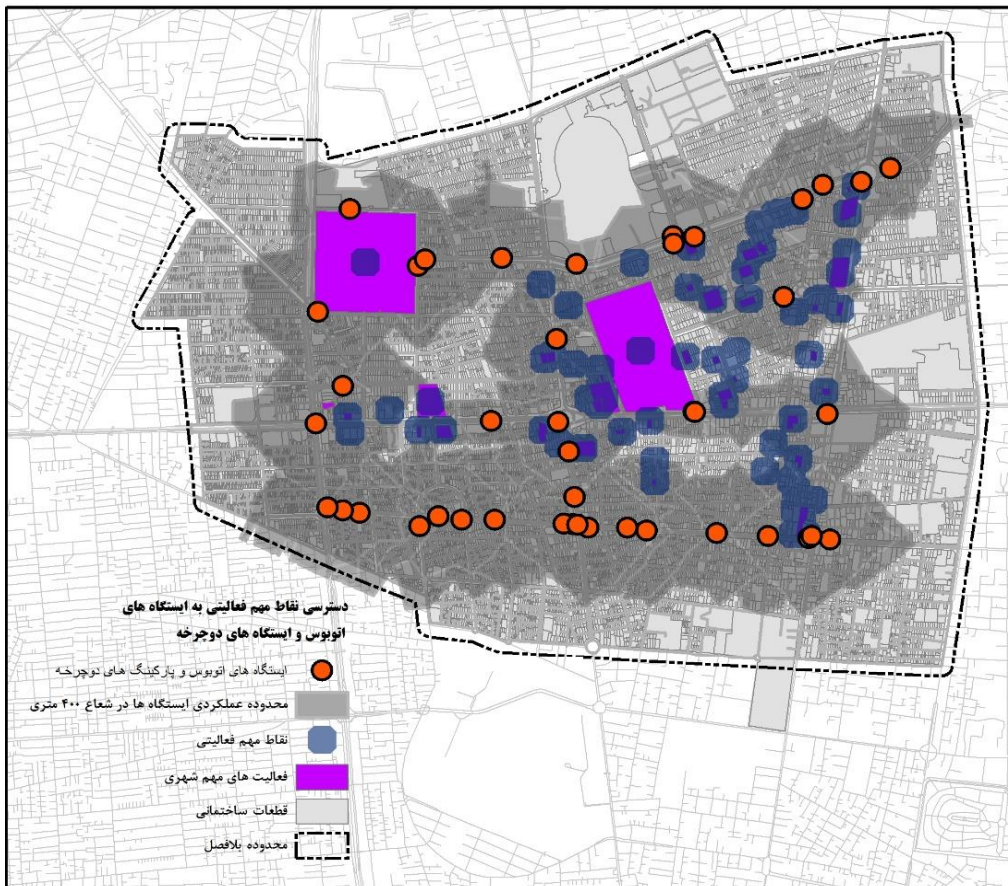 دسترسی نقاط مهم فعالیتی به ایستگاه های
اتوبوس و ایستگاه های دوچرخه
ایستگاه های اتوبوس و پارکینگ های دوچرخه
محدوده عملکردی ایستگاه ها در شعاع ۴۰۰ متری
نقاط مهم فعالیتی
فعالیت های مهم شهری
قطعات ساختمانی
محدوده بلافصل